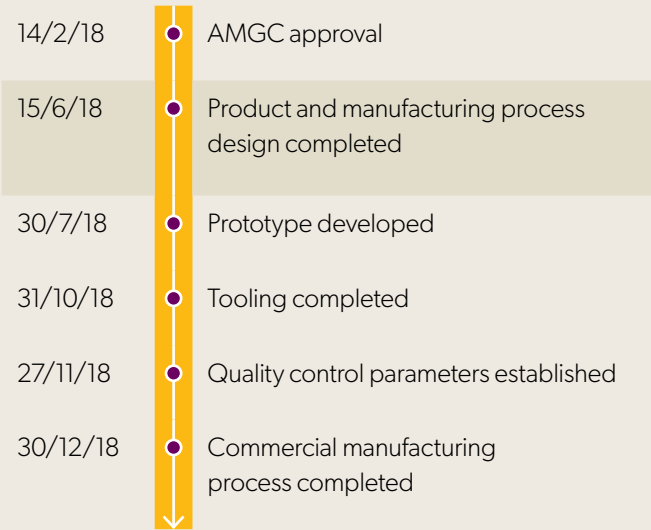 14/2/18 AMGC approval
15/6/18 Product and manufacturing process
design completed
30/7/18 Prototype developed
31/10/18 Tooling completed
27/11/18 Quality control parameters established
30/12/18 Commercial manufacturing
process completed